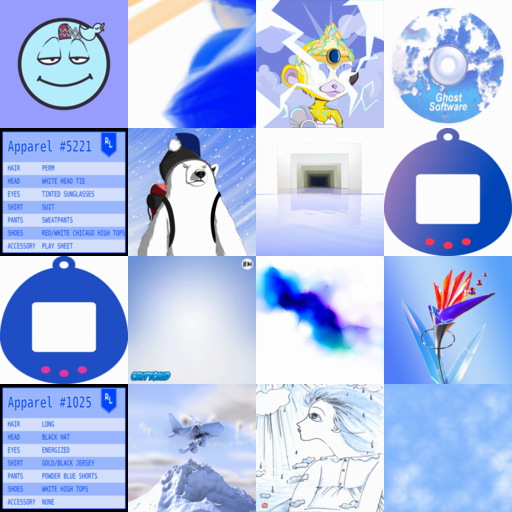 Ghost
Software
Apparel #5221
RL
HAIR PERM
HEAD WHITE HEAD TIE
EYES TINTED SUNGLASSES
SHIRT SUIT
PANTS SWEATPANTS
SHOES RED/WHITE CHICAGO HIGH TOPS
ACCESSORY PLAY SHEET
Apparel #1025
RL
HAIR LONG
HEAD BLACK HAT
EYES ENERGIZED
SHIRT GOLD/BLACK JERSEY
PANTS POWDER BLUE SHORTS
SHOES WHITE HIGH TOPS
ACCESSORY NONE